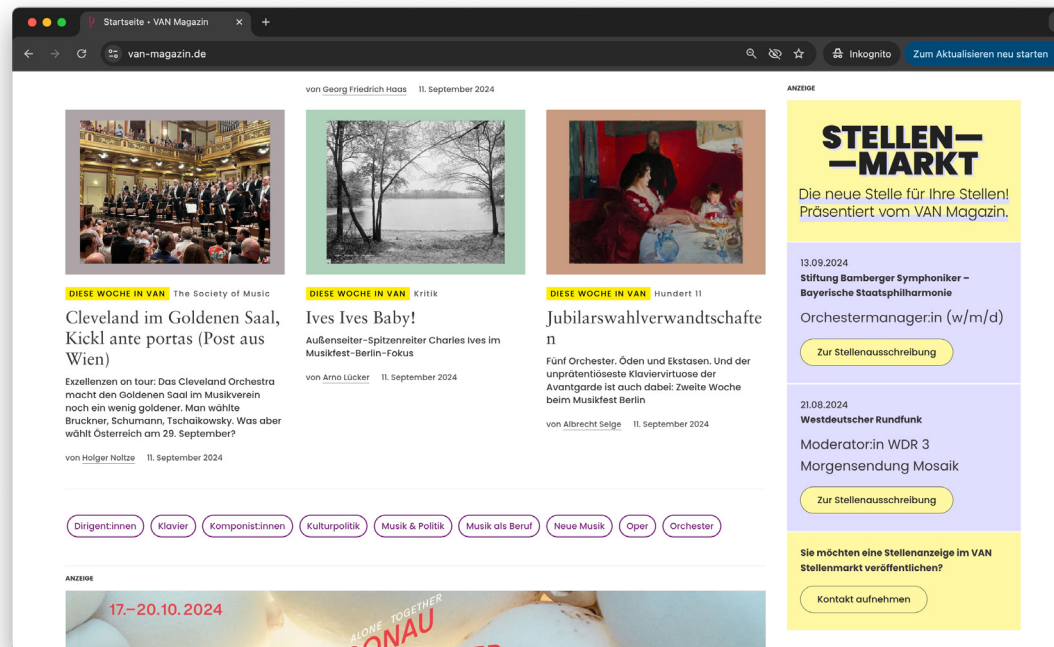 Startseite • VAN Magazin
van-magazin.de
Inkognito
Zum Aktualisieren neu starten
von Georg Friedrich Haas 11. September 2024
DIESE WOCHE IN VAN The Society of Music
Cleveland im Goldenen Saal,
Kickl ante portas (Post aus
Wien)
Exzellenzen on tour: Das Cleveland Orchestra
macht den Goldenen Saal im Musikverein
noch ein wenig goldener. Man wählte
Bruckner, Schumann, Tschaikowsky. Was aber
wählt Österreich am 29. September?
von Holger Noltze 11. September 2024
DIESE WOCHE IN VAN Kritik
Ives Ives Baby!
Außenseiter-Spitzenreiter Charles Ives im
Musikfest-Berlin-Fokus
von Arno Lücker 11. September 2024
DIESE WOCHE IN VAN Hundert 11
Jubilarswahlverwandtschafte
n
Fünf Orchester. Öden und Ekstasen. Und der
unprätentiöseste Klaviervirtuose der
Avantgarde ist auch dabei: Zweite Woche
beim Musikfest Berlin
von Albrecht Selge 11. September 2024
Dirigent:innen
Klavier
Komponist:innen
Kulturpolitik
Musik & Politik
Musik als Beruf
Neue Musik
Oper
Orchester
ANZEIGE
17.–20.10.2024
ALONE TOGETHER
DONAU
ANZEIGE
STELLEN—
—MARKT
Die neue Stelle für Ihre Stellen!
Präsentiert vom VAN Magazin.
13.09.2024
Stiftung Bamberger Symphoniker –
Bayerische Staatsphilharmonie
Orchestermanager:in (w/m/d)
Zur Stellenausschreibung
21.08.2024
Westdeutscher Rundfunk
Moderator:in WDR 3
Morgensendung Mosaik
Zur Stellenausschreibung
Sie möchten eine Stellenanzeige im VAN
Stellenmarkt veröffentlichen?
Kontakt aufnehmen